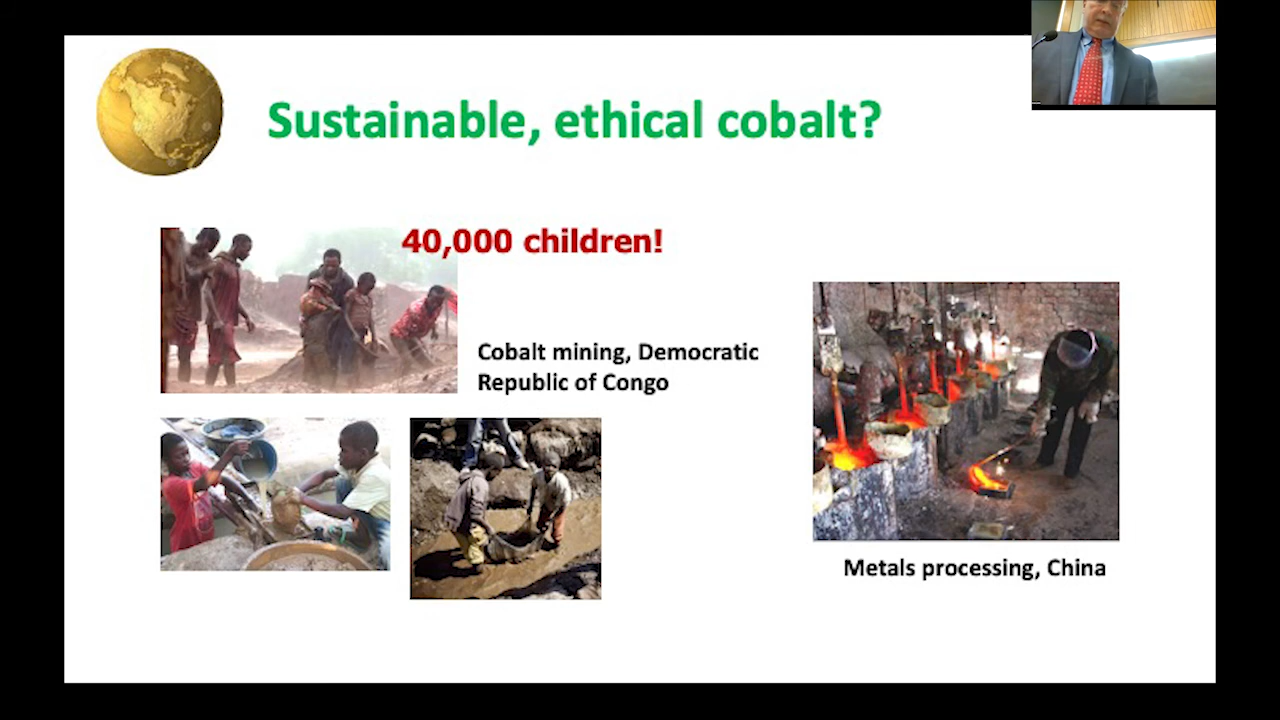 Sustainable, ethical cobalt?
40,000 children!
Cobalt mining, Democratic
Republic of Congo
Metals processing, China